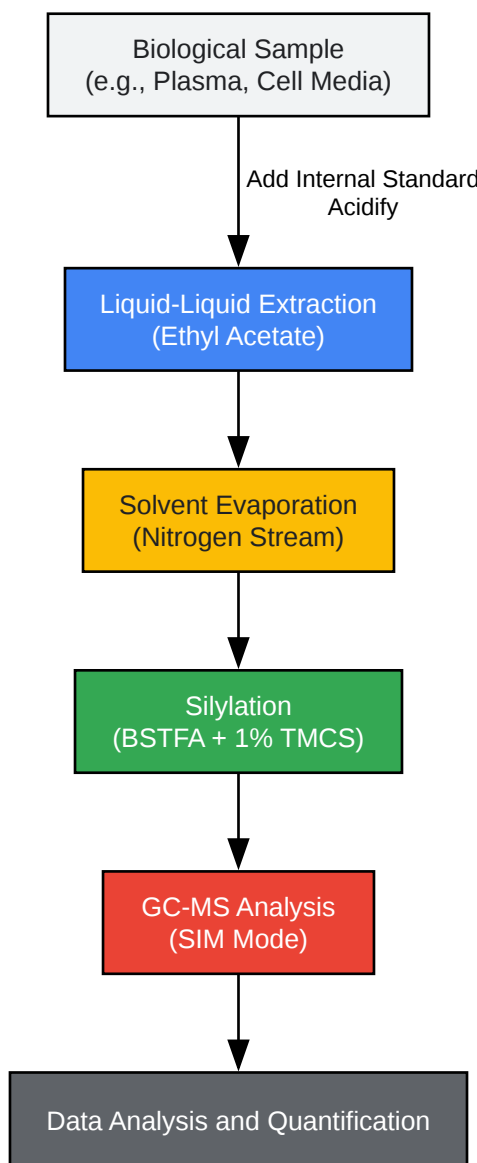 Biological Sample
(e.g., Plasma, Cell Media)
Add Internal Standard
Acidify
Liquid-Liquid Extraction
(Ethyl Acetate)
Solvent Evaporation
(Nitrogen Stream)
Silylation
(BSTFA + 1% TMCS)
GC-MS Analysis
(SIM Mode)
Data Analysis and Quantification